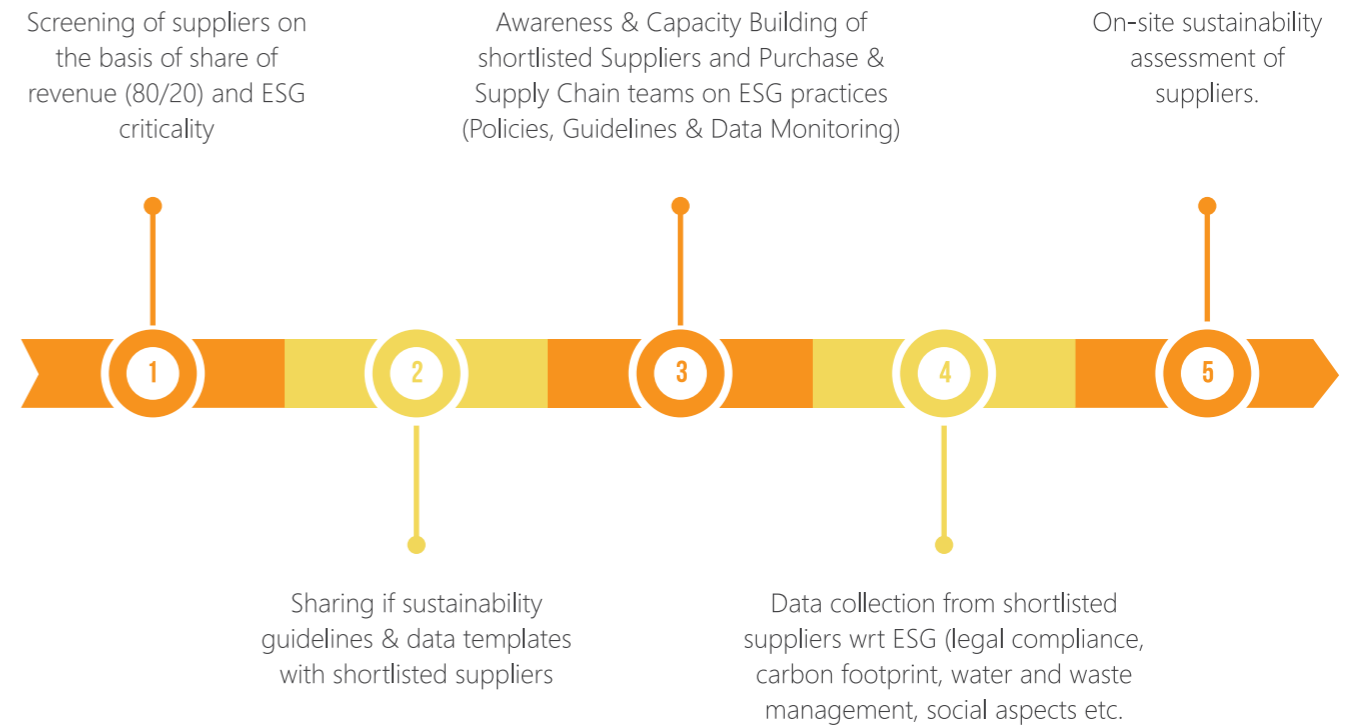 Screening of suppliers on
the basis of share of
revenue (80/20) and ESG
criticality
Awareness & Capacity Building of
shortlisted Suppliers and Purchase &
Supply Chain teams on ESG practices
(Policies, Guidelines & Data Monitoring)
On-site sustainability
assessment of
suppliers.
1
2
3
4
5
Sharing if sustainability
guidelines & data templates
with shortlisted suppliers
Data collection from shortlisted
suppliers wrt ESG (legal compliance,
carbon footprint, water and waste
management, social aspects etc.